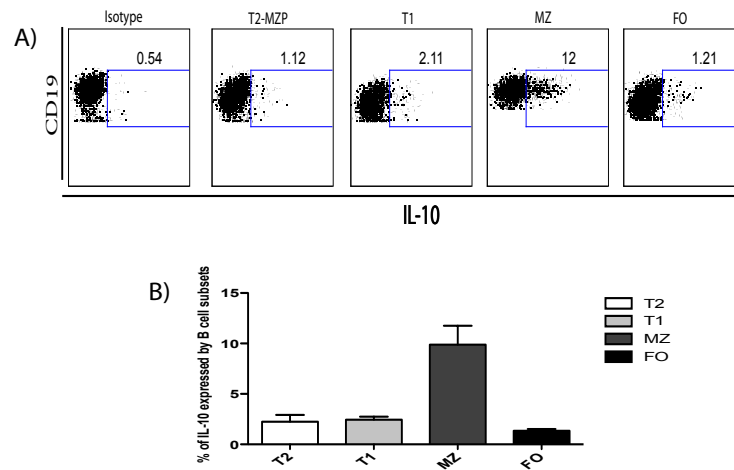 A)
Isotype T2-MZP T1 MZ FO
0.54 1.12 2.11 12 1.21
CD19
IL-10
B)
% of IL-10 expressed by B cell subsets
15
10
5
0
T2 T1 MZ FO
T2
T1
MZ
FO